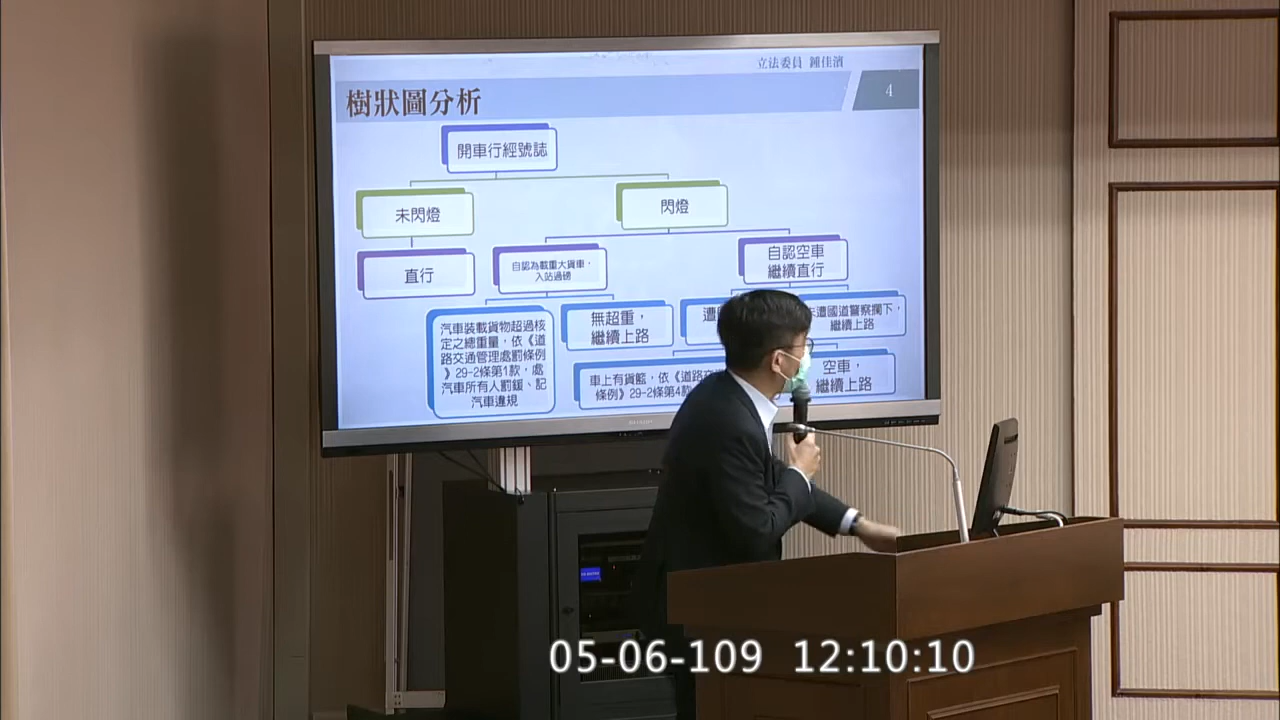 立法委員 鍾佳濱
樹狀圖分析
4
開車行經號誌
未閃燈
閃燈
直行
自認為載重大貨車，
入站過磅
自認空車
繼續直行
汽車裝載貨物超過核
定之總重量，依《道
路交通管理處罰條例
》29-2條第1款，處
汽車所有人罰鍰、記
汽車違規
無超重，
繼續上路
遭
未遭國道警察攔下，
繼續上路
車上有貨籃，依《道路交
條例》29-2條第4款
空車，
繼續上路
05-06-109 12:10:10